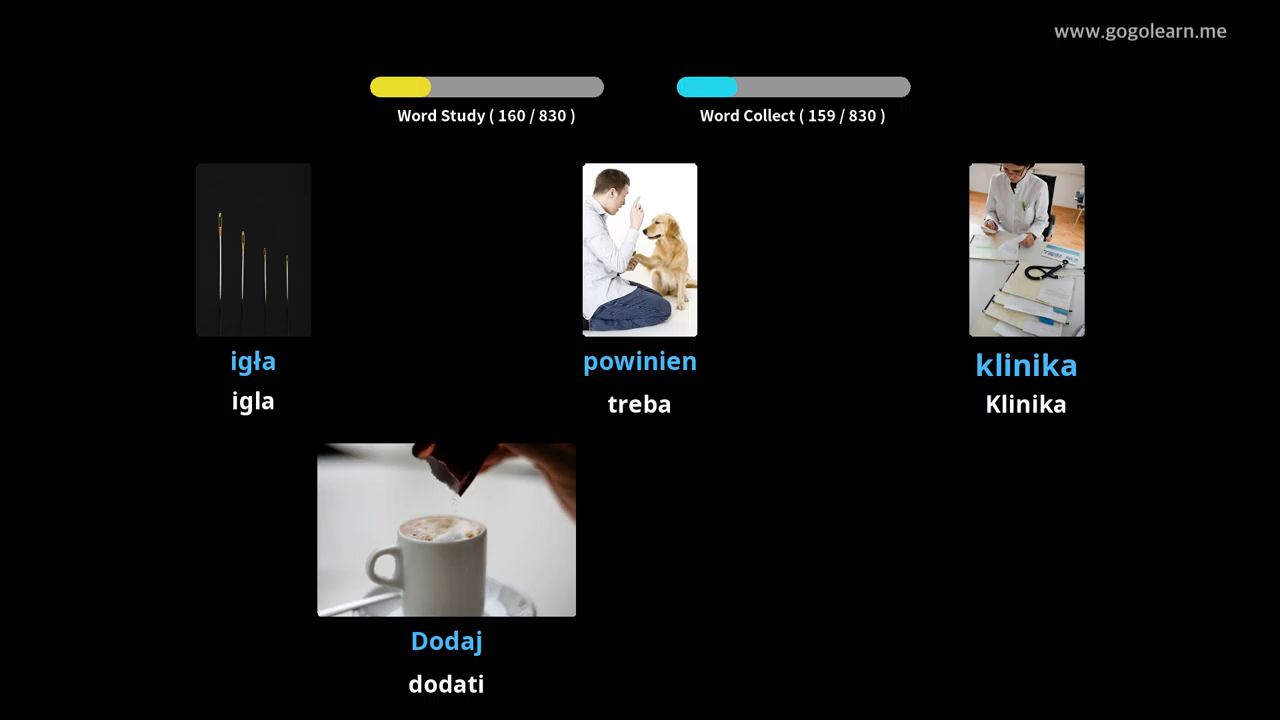 www.gogolearn.me
Word Study ( 160 / 830 )
Word Collect ( 159 / 830 )
igła
igla
powinien
treba
klinika
Klinika
Dodaj
dodati